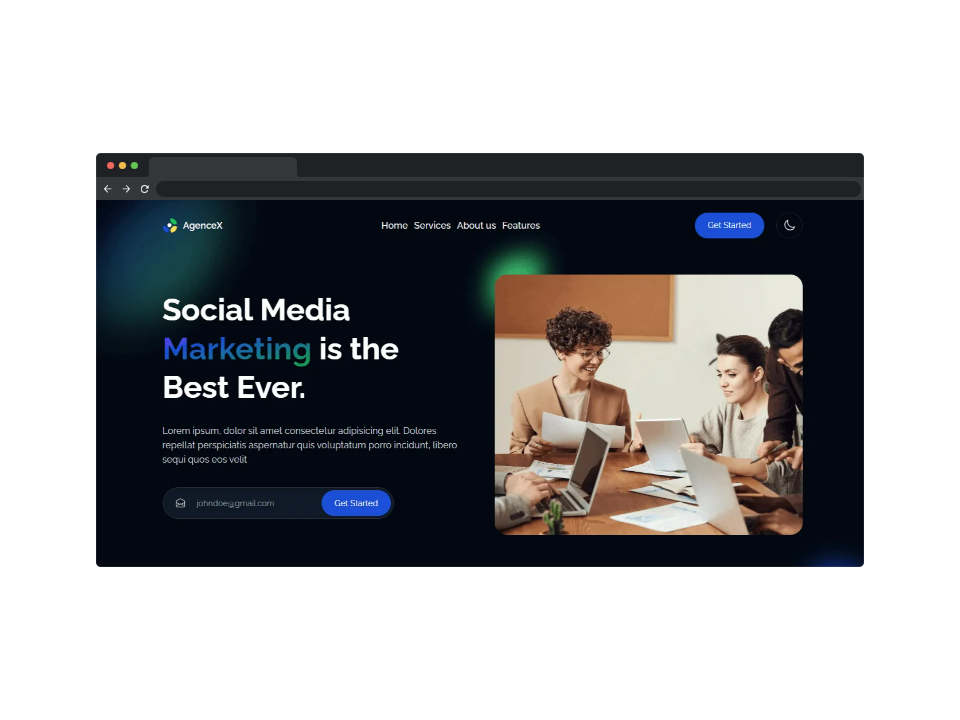 AgenceX
Home Services About us Features
Get Started
Social Media
Marketing is the
Best Ever.
Lorem ipsum, dolor sit amet consectetur adipisicing elit. Dolores
repellat perspiciatis aspernatur quis voluptatum porro incidunt, libero
sequi quos eos velit
johndoe@gmail.com
Get Started